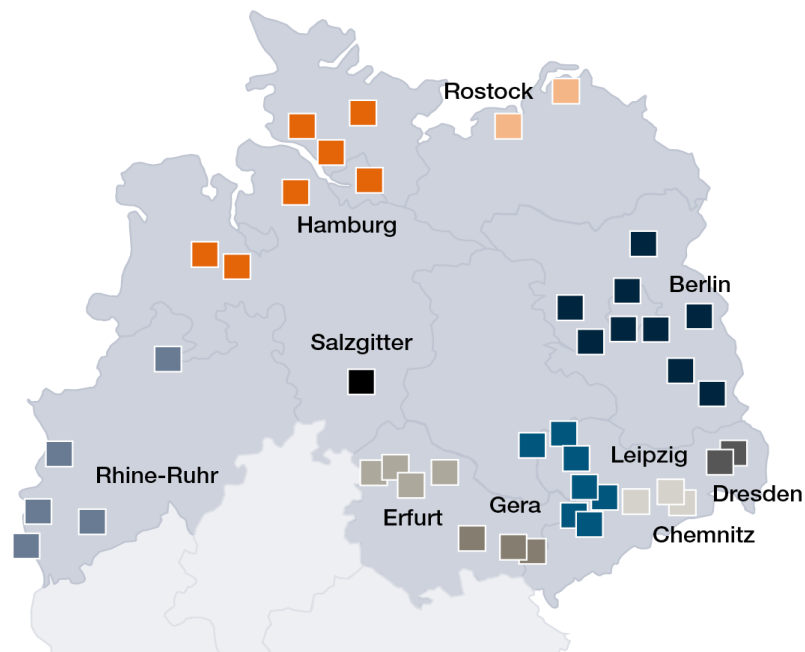 Rostock
Hamburg
Berlin
Salzgitter
Leipzig
Rhine-Ruhr
Dresden
Gera
Erfurt
Chemnitz